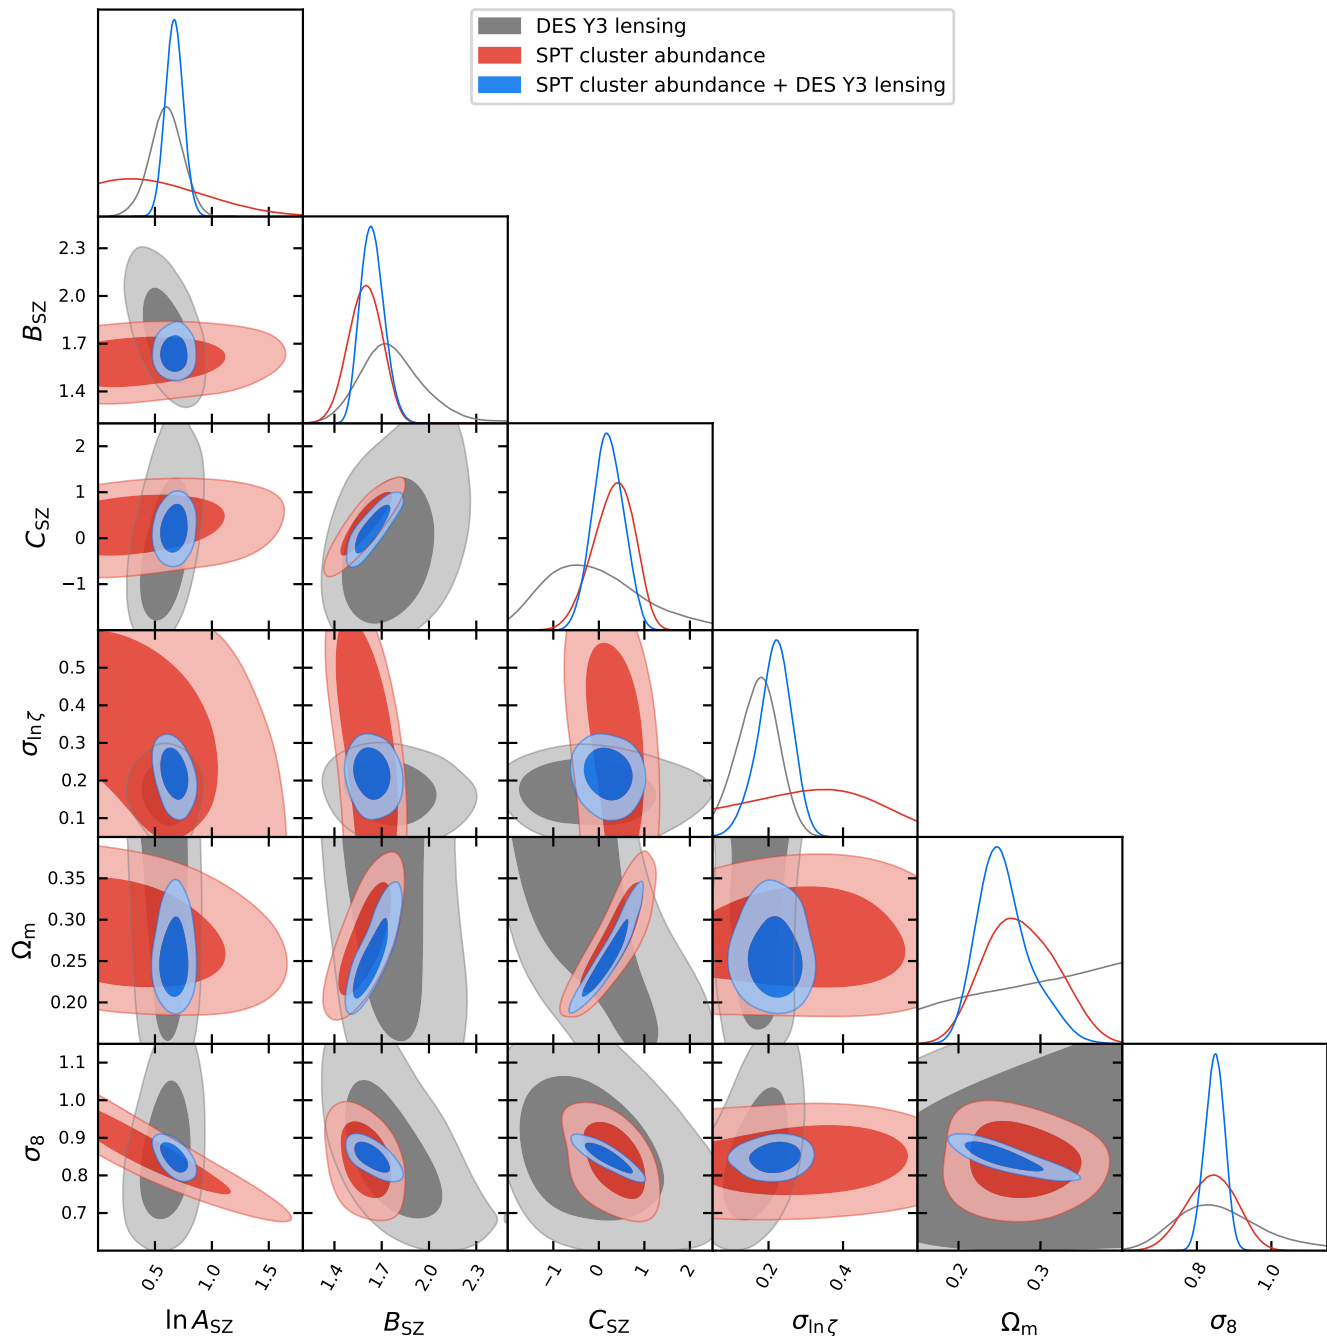 DES Y3 lensing
SPT cluster abundance
SPT cluster abundance + DES Y3 lensing
2.3
2.0
1.7
1.4
B_SZ
2
1
0
−1
C_SZ
0.5
0.4
0.3
0.2
0.1
σ_ln ζ
0.35
0.30
0.25
0.20
Ω_m
1.1
1.0
0.9
0.8
0.7
σ_8
0.5 1.0 1.5 1.4 1.7 2.0 2.3 −1 0 1 2 0.2 0.4 0.2 0.3 0.8 1.0
ln A_SZ B_SZ C_SZ σ_ln ζ Ω_m σ_8